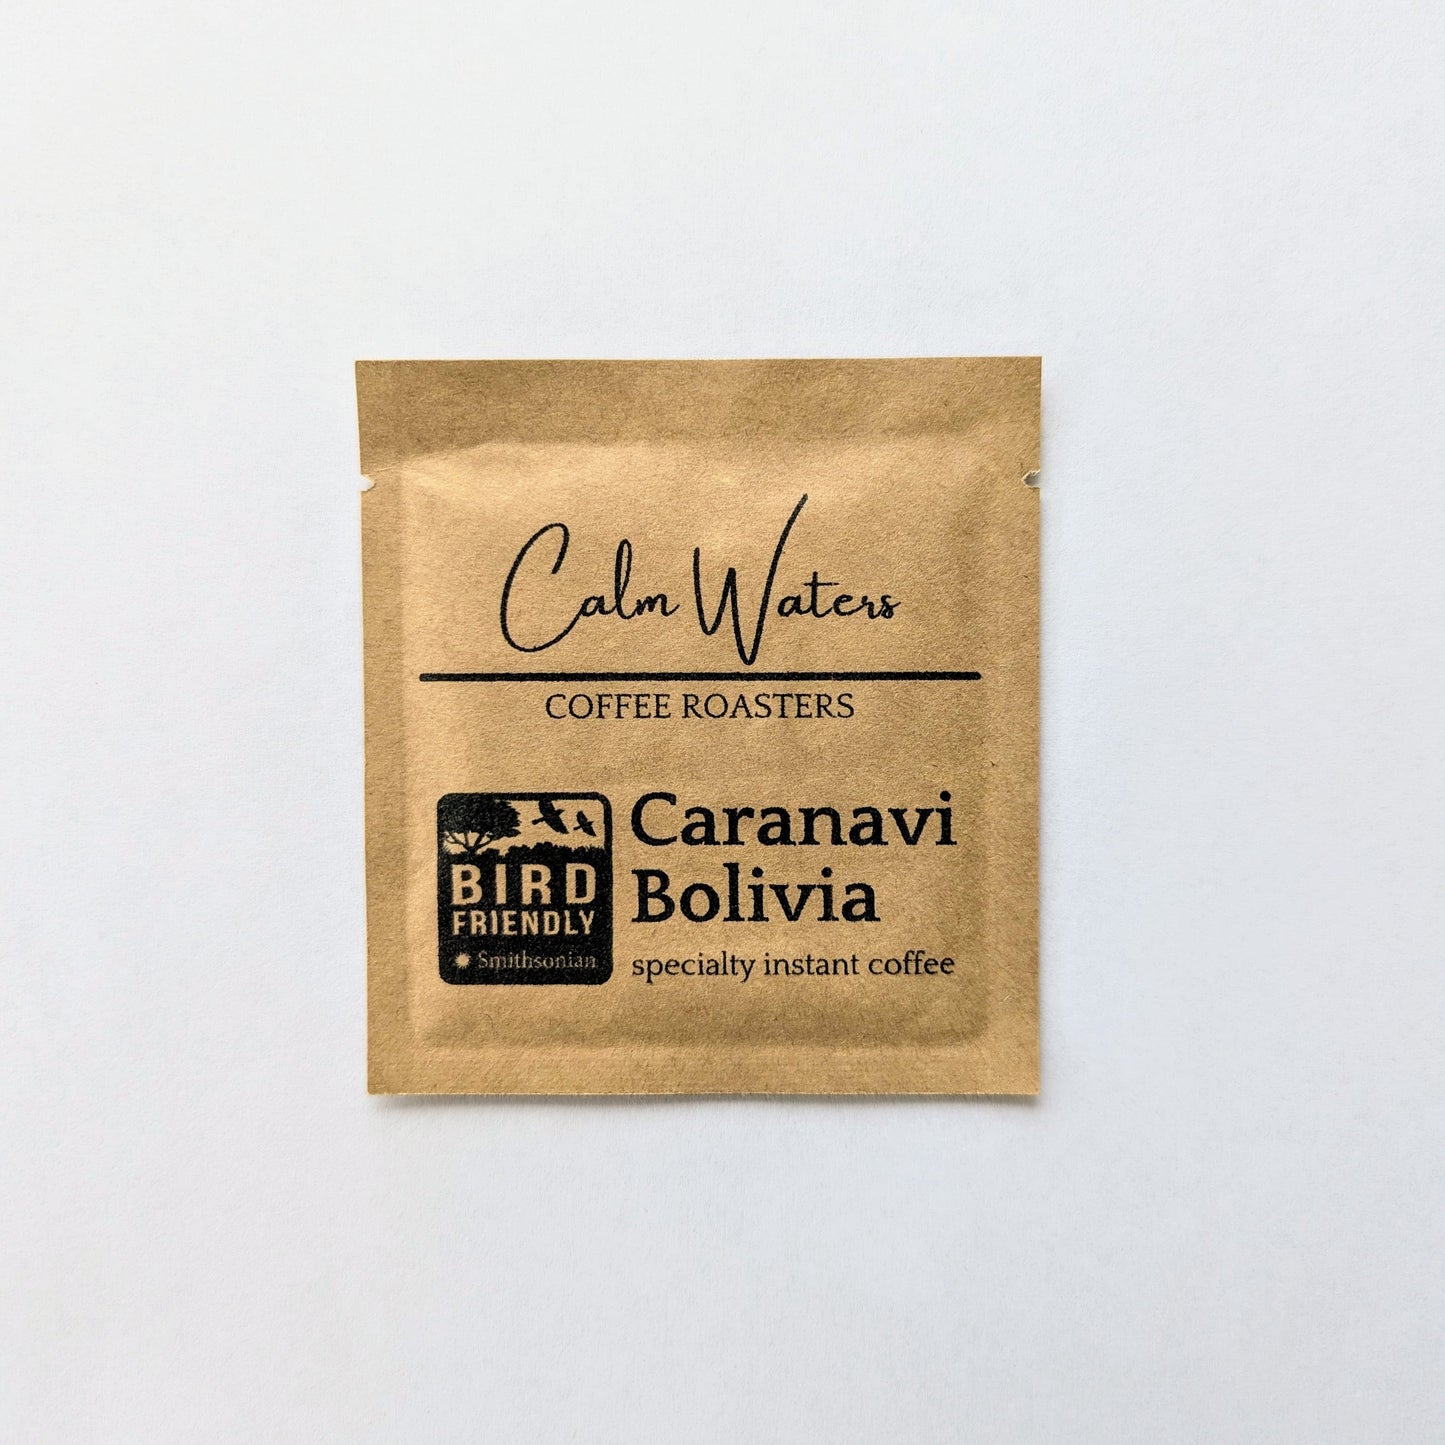 Calm Waters
COFFEE ROASTERS
BIRD
FRIENDLY
Smithsonian
Caranavi
Bolivia
specialty instant coffee